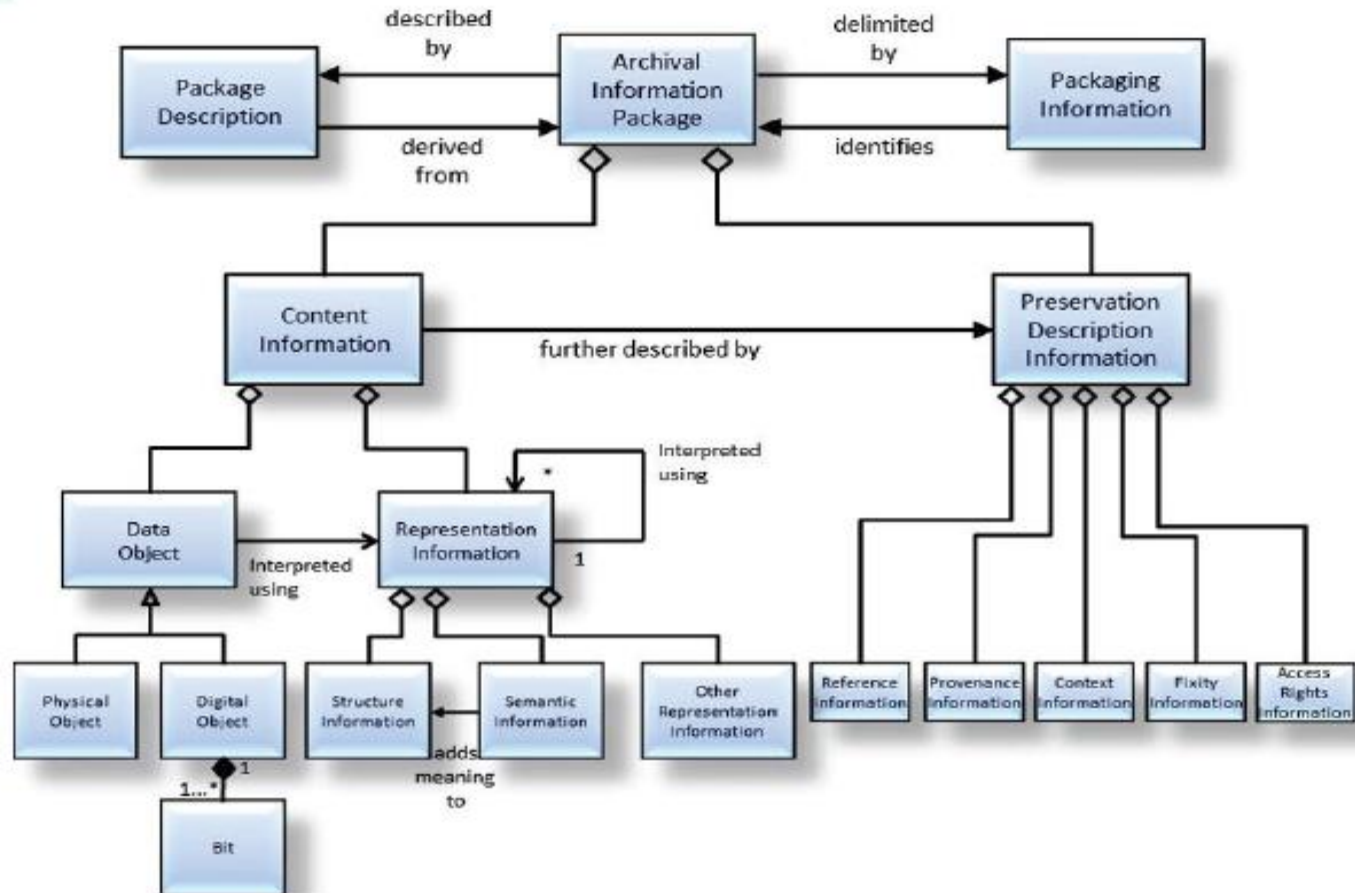 described
by
delimited
by
Package
Description
Archival
Information
Package
Packaging
Information
derived
from
identifies
Content
Information
further described by
Preservation
Description
Information
Interpreted
using
*
1
Data
Object
Interpreted
using
Representation
Information
Physical
Object
Digital
Object
Structure
Information
Semantic
Information
Other
Representation
Information
Reference
Information
Provenance
Information
Context
Information
Fixity
Information
Access
Rights
Information
adds
meaning
to
1
1...*
Bit